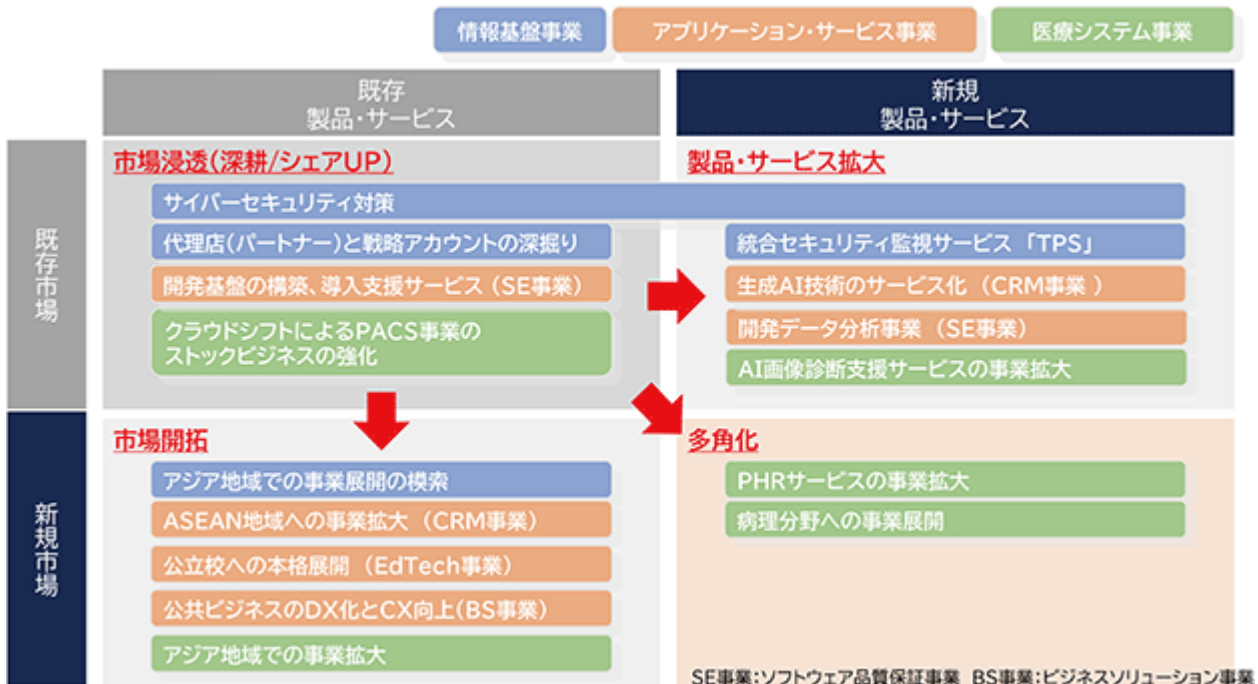 情報基盤事業
アプリケーション・サービス事業
医療システム事業
既存
製品・サービス
新規
製品・サービス
既存市場
市場浸透(深耕/シェアUP)
サイバーセキュリティ対策
代理店(パートナー)と戦略アカウントの深掘り
開発基盤の構築、導入支援サービス(SE事業)
クラウドシフトによるPACS事業の
ストックビジネスの強化
製品・サービス拡大
統合セキュリティ監視サービス「TPS」
生成AI技術のサービス化(CRM事業 )
開発データ分析事業(SE事業)
AI画像診断支援サービスの事業拡大
新規市場
市場開拓
アジア地域での事業展開の模索
ASEAN地域への事業拡大(CRM事業)
公立校への本格展開(EdTech事業)
公共ビジネスのDX化とCX向上(BS事業)
アジア地域での事業拡大
多角化
PHRサービスの事業拡大
病理分野への事業展開
SE事業:ソフトウェア品質保証事業 BS事業:ビジネスソリューション事業